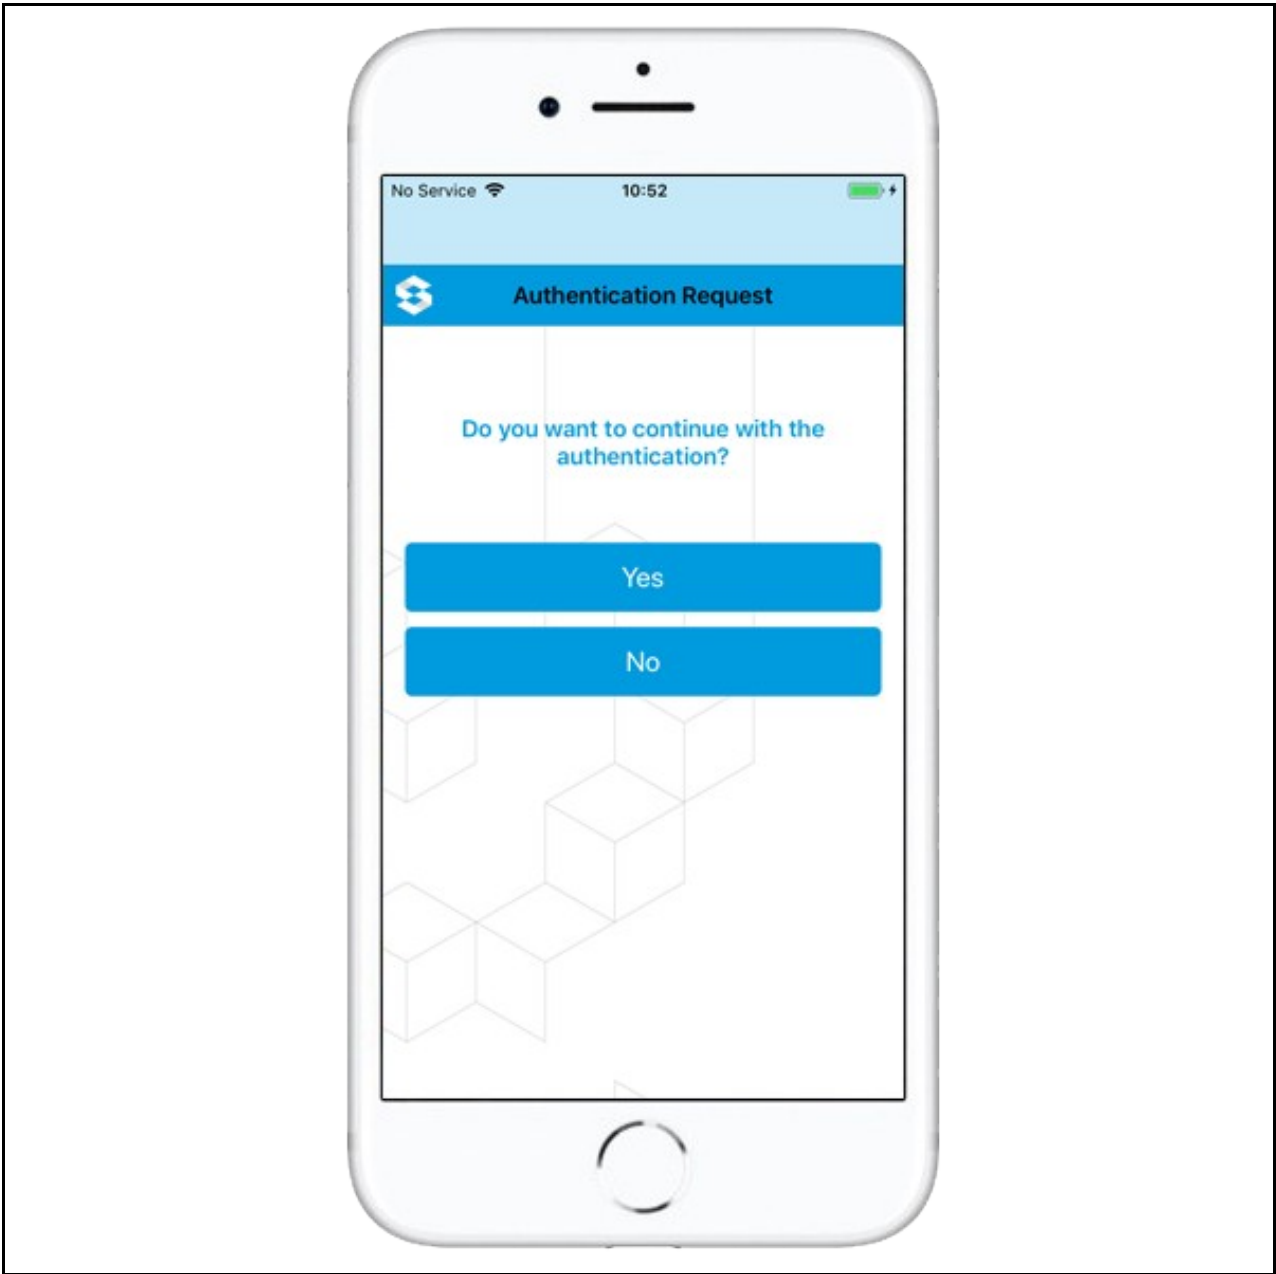 No Service
10:52
Authentication Request
Do you want to continue with the
authentication?
Yes
No